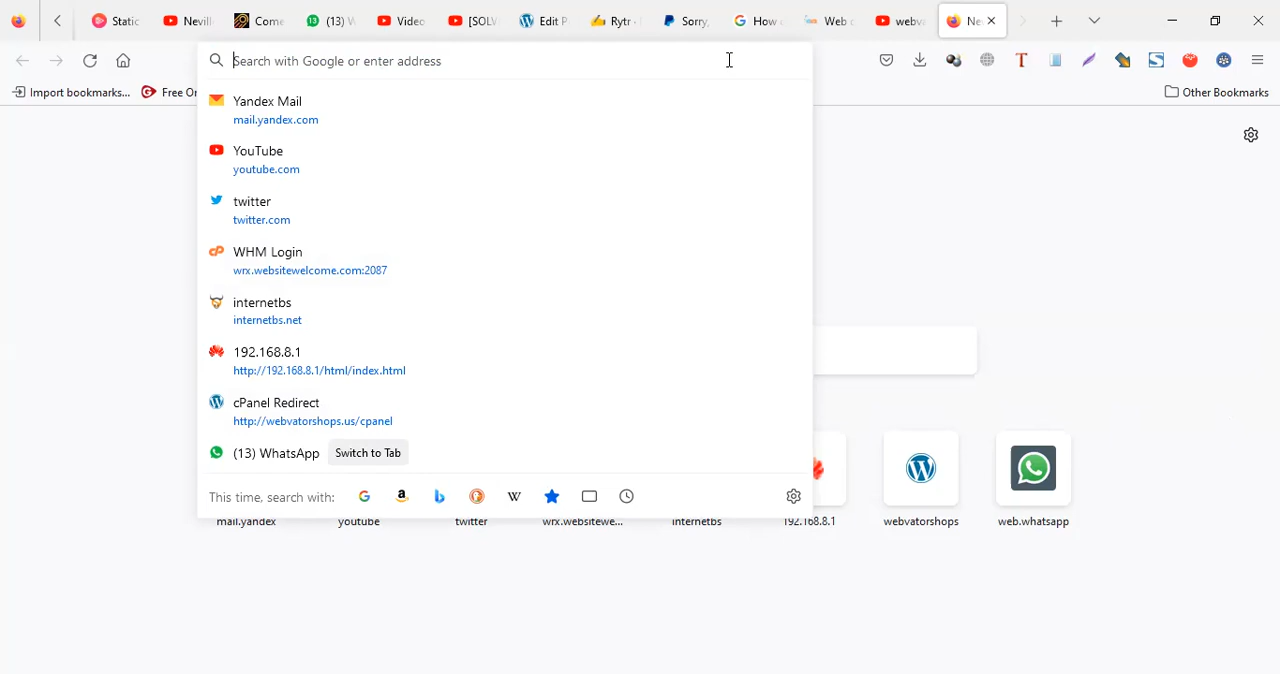 Static
Nevill
Come
(13) W
Video
[SOLV
Edit P
Rytr
Sorry,
How
Web
webva
Ne
Search with Google or enter address
Import bookmarks...
Free On
Other Bookmarks
Yandex Mail
mail.yandex.com
YouTube
youtube.com
twitter
twitter.com
WHM Login
wrx.websitewelcome.com:2087
internetbs
internetbs.net
192.168.8.1
http://192.168.8.1/html/index.html
cPanel Redirect
http://webvatorshops.us/cpanel
(13) WhatsApp Switch to Tab
This time, search with:
mail.yandex
youtube
twitter
wrx.websitewe...
internetbs
192.168.8.1
webvatorshops
web.whatsapp